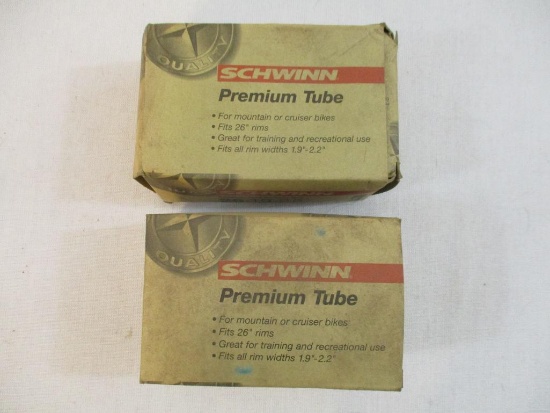 QUALITY
SCHWINN
Premium Tube
• For mountain or cruiser bikes
• Fits 26" rims
• Great for training and recreational use
• Fits all rim widths 1.9"-2.2"
SCHWINN
QUALITY
SCHWINN
Premium Tube
• For mountain or cruiser bikes
• Fits 26" rims
• Great for training and recreational use
• Fits all rim widths 1.9"-2.2"